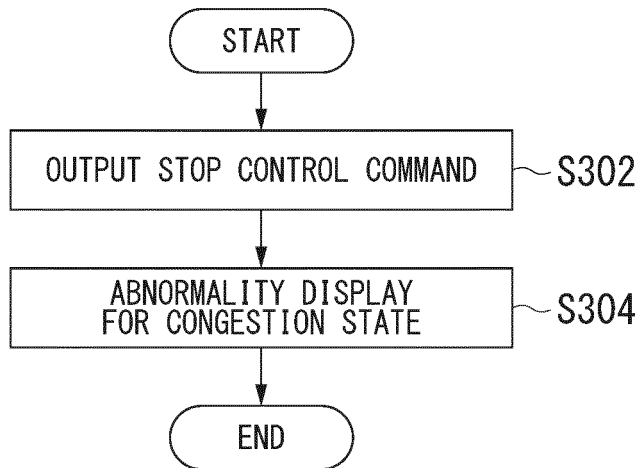 START
OUTPUT STOP CONTROL COMMAND
S302
ABNORMALITY DISPLAY
FOR CONGESTION STATE
S304
END